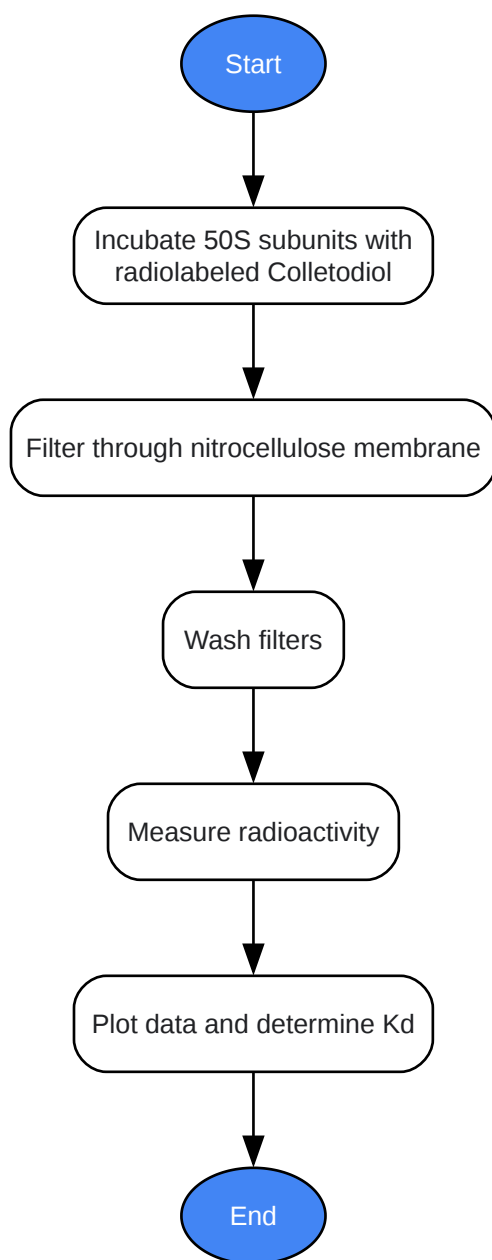 Start
Incubate 50S subunits with
radiolabeled Colletodiol
Filter through nitrocellulose membrane
Wash filters
Measure radioactivity
Plot data and determine Kd
End